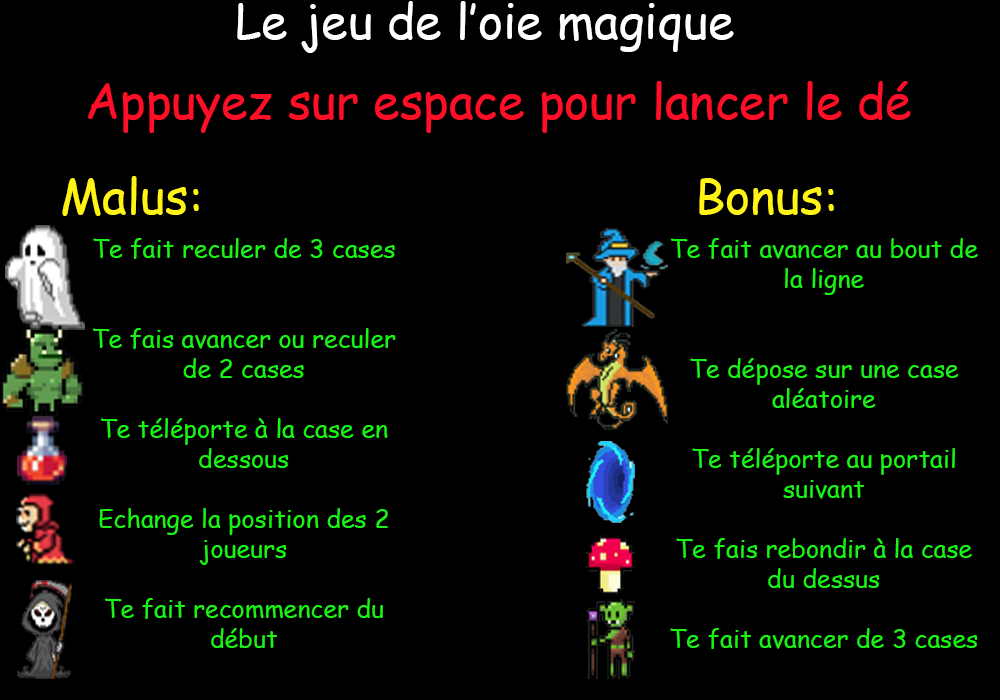 Le jeu de l'oie magique
Appuyez sur espace pour lancer le dé
Malus:
Te fait reculer de 3 cases
Te fais avancer ou reculer
de 2 cases
Te téléporte à la case en
dessous
Echange la position des 2
joueurs
Te fait recommencer du
début
Bonus:
Te fait avancer au bout de
la ligne
Te dépose sur une case
aléatoire
Te téléporte au portail
suivant
Te fais rebondir à la case
du dessus
Te fait avancer de 3 cases